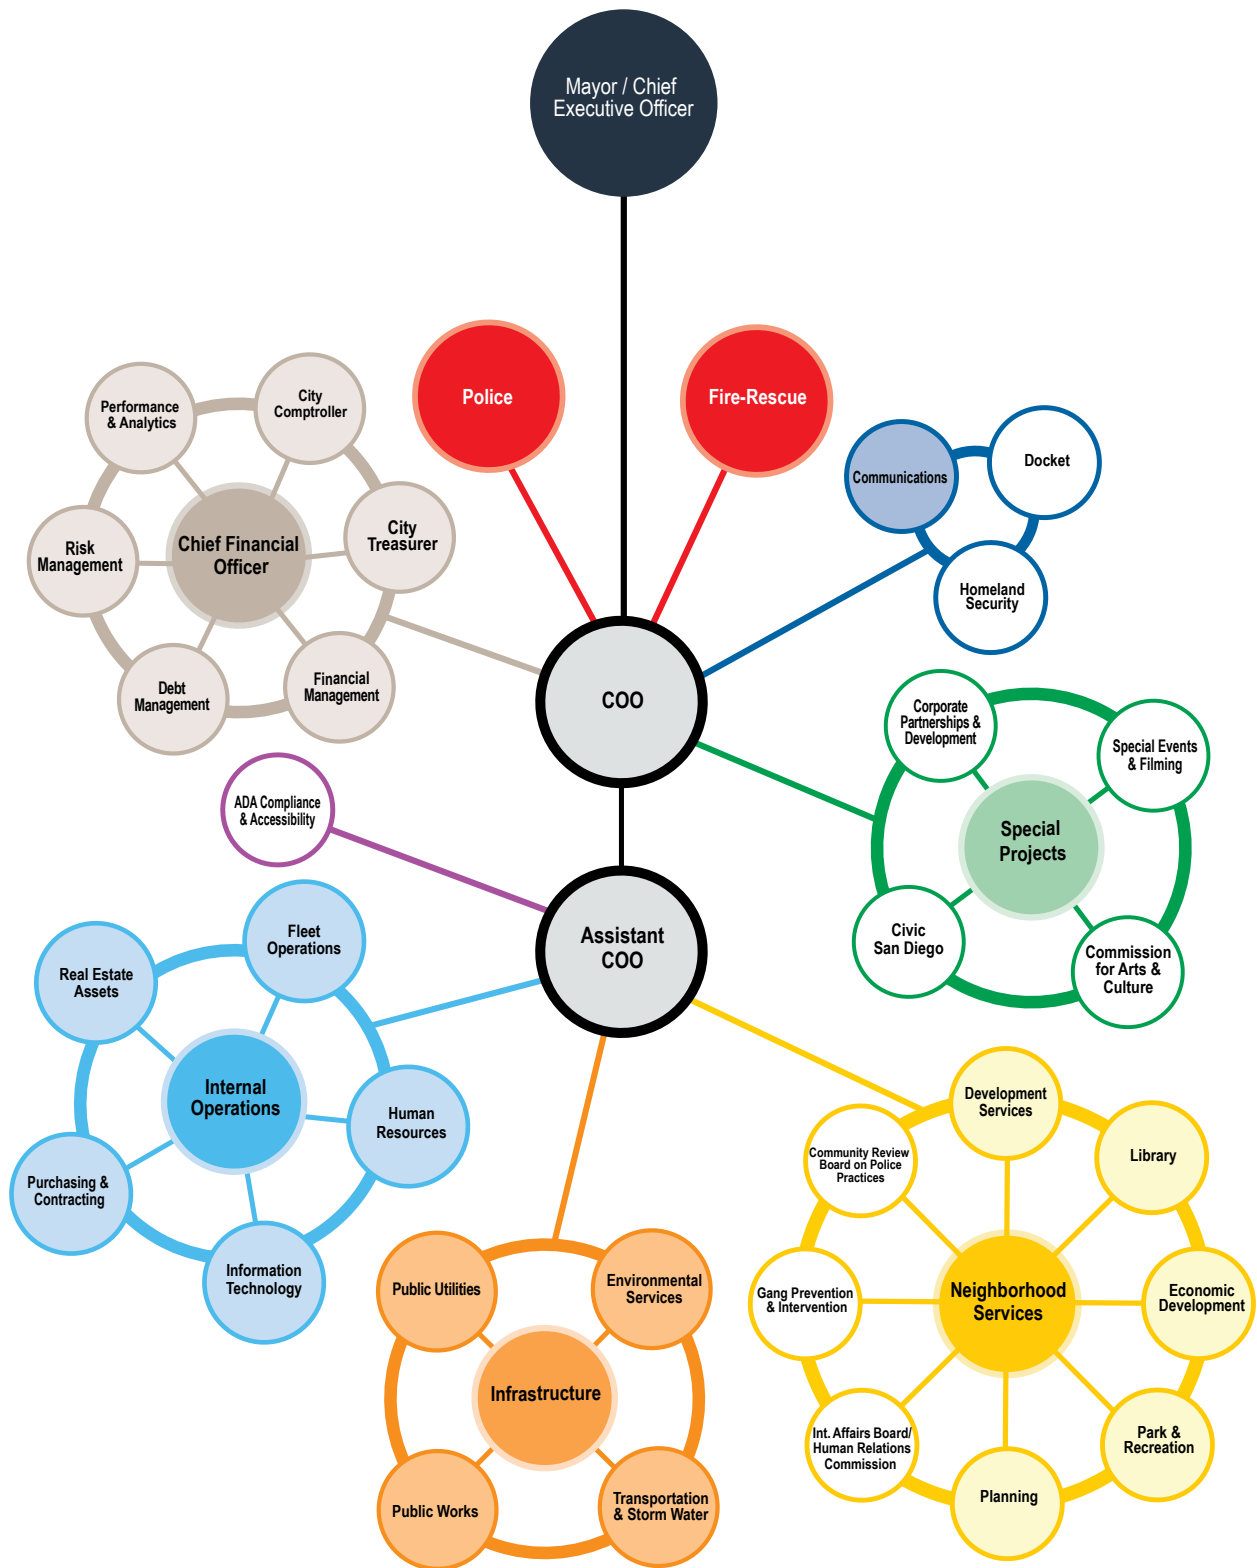 Mayor / Chief
Executive Officer
Police
Fire-Rescue
Performance
& Analytics
City
Comptroller
City
Treasurer
Risk
Management
Chief Financial
Officer
Debt
Management
Financial
Management
Communications
Docket
Homeland
Security
COO
Corporate
Partnerships &
Development
Special Events
& Filming
Special
Projects
Civic
San Diego
Commission
for Arts &
Culture
ADA Compliance
& Accessibility
Assistant
COO
Fleet
Operations
Real Estate
Assets
Internal
Operations
Human
Resources
Purchasing &
Contracting
Information
Technology
Public Utilities
Environmental
Services
Infrastructure
Public Works
Transportation
& Storm Water
Development
Services
Community Review
Board on Police
Practices
Library
Gang Prevention
& Intervention
Neighborhood
Services
Economic
Development
Int. Affairs Board/
Human Relations
Commission
Park &
Recreation
Planning